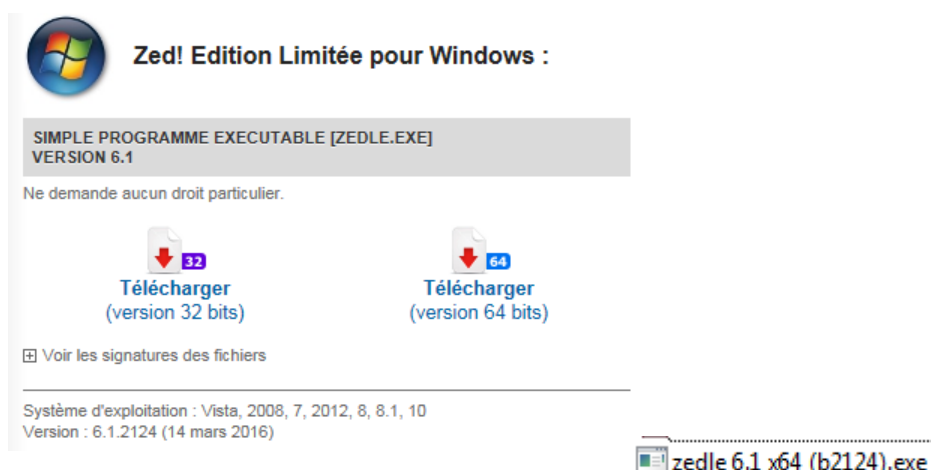 Zed! Edition Limitée pour Windows :
SIMPLE PROGRAMME EXECUTABLE [ZEDLE.EXE]
VERSION 6.1
Ne demande aucun droit particulier.
32
Télécharger
(version 32 bits)
64
Télécharger
(version 64 bits)
Voir les signatures des fichiers
Système d'exploitation : Vista, 2008, 7, 2012, 8, 8.1, 10
Version : 6.1.2124 (14 mars 2016)
zedle 6.1 x64 (b2124).exe